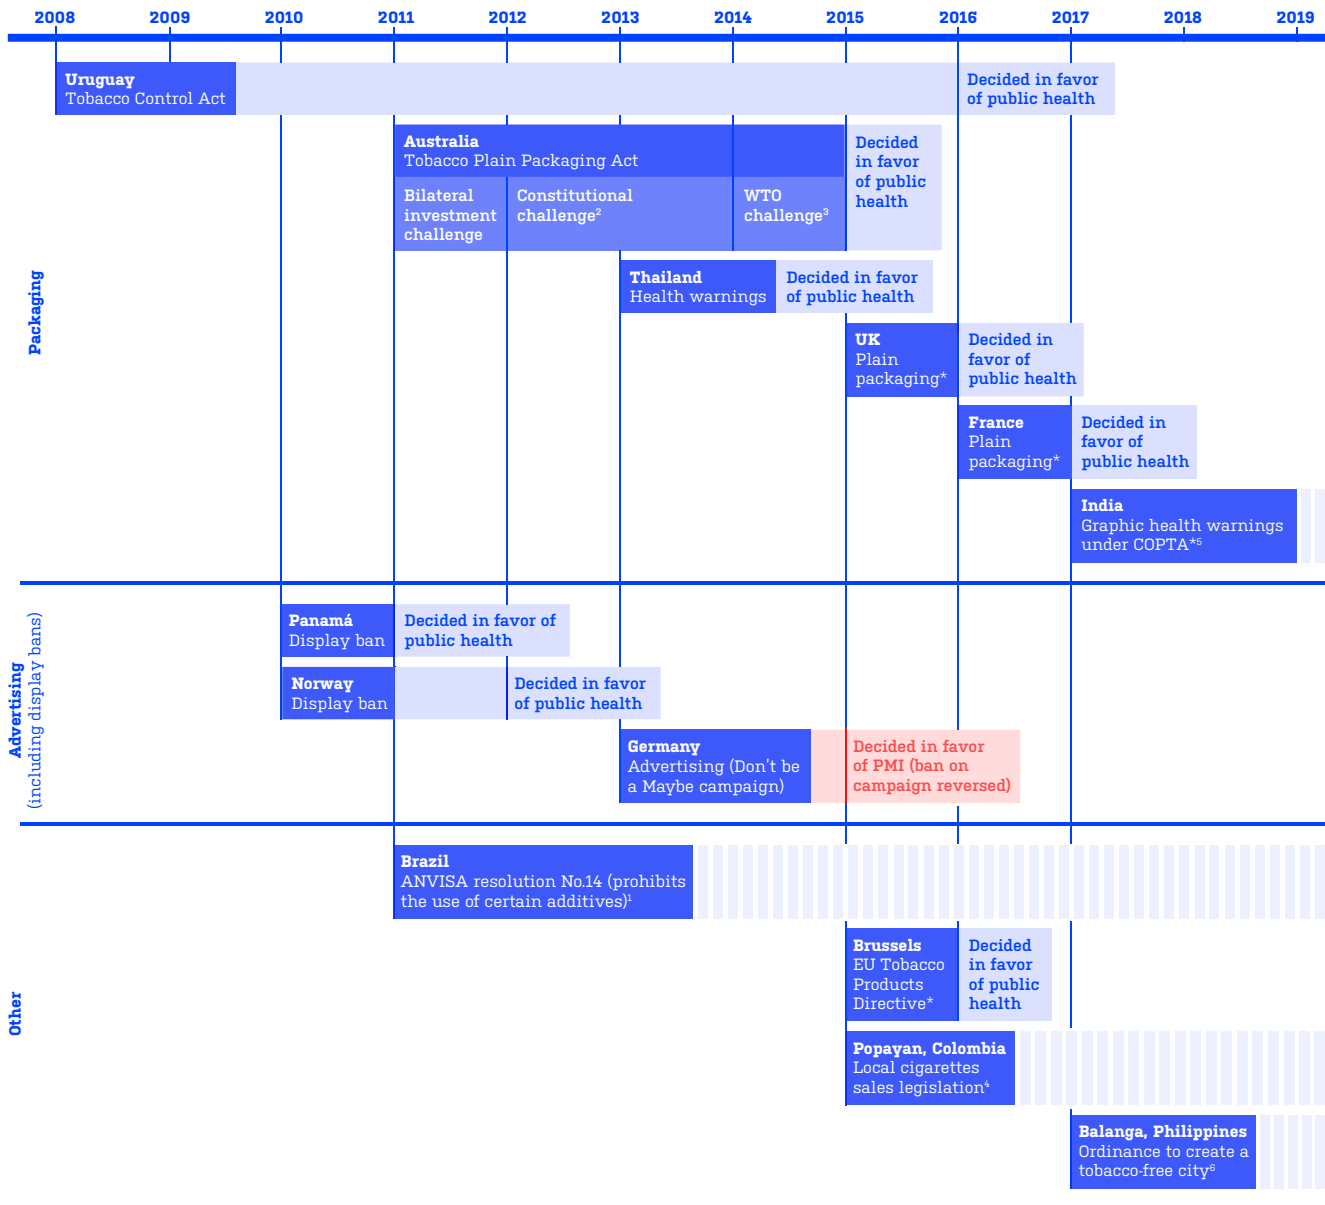 2008 2009 2010 2011 2012 2013 2014 2015 2016 2017 2018 2019
Packaging
Uruguay
Tobacco Control Act
Decided in favor
of public health
Australia
Tobacco Plain Packaging Act
Bilateral
investment
challenge
Constitutional
challenge²
WTO
challenge³
Decided
in favor
of public
health
Thailand
Health warnings
Decided in favor
of public health
UK
Plain
packaging*
Decided in
favor of
public health
France
Plain
packaging*
Decided in
favor of
public health
India
Graphic health warnings
under COPTA*⁵
Advertising
(including display bans)
Panamá
Display ban
Decided in favor of
public health
Norway
Display ban
Decided in favor
of public health
Germany
Advertising (Don't be
a Maybe campaign)
Decided in favor
of PMI (ban on
campaign reversed)
Other
Brazil
ANVISA resolution No.14 (prohibits
the use of certain additives)¹
Brussels
EU Tobacco
Products
Directive*
Decided
in favor
of public
health
Popayan, Colombia
Local cigarettes
sales legislation⁴
Balanga, Philippines
Ordinance to create a
tobacco-free city⁶